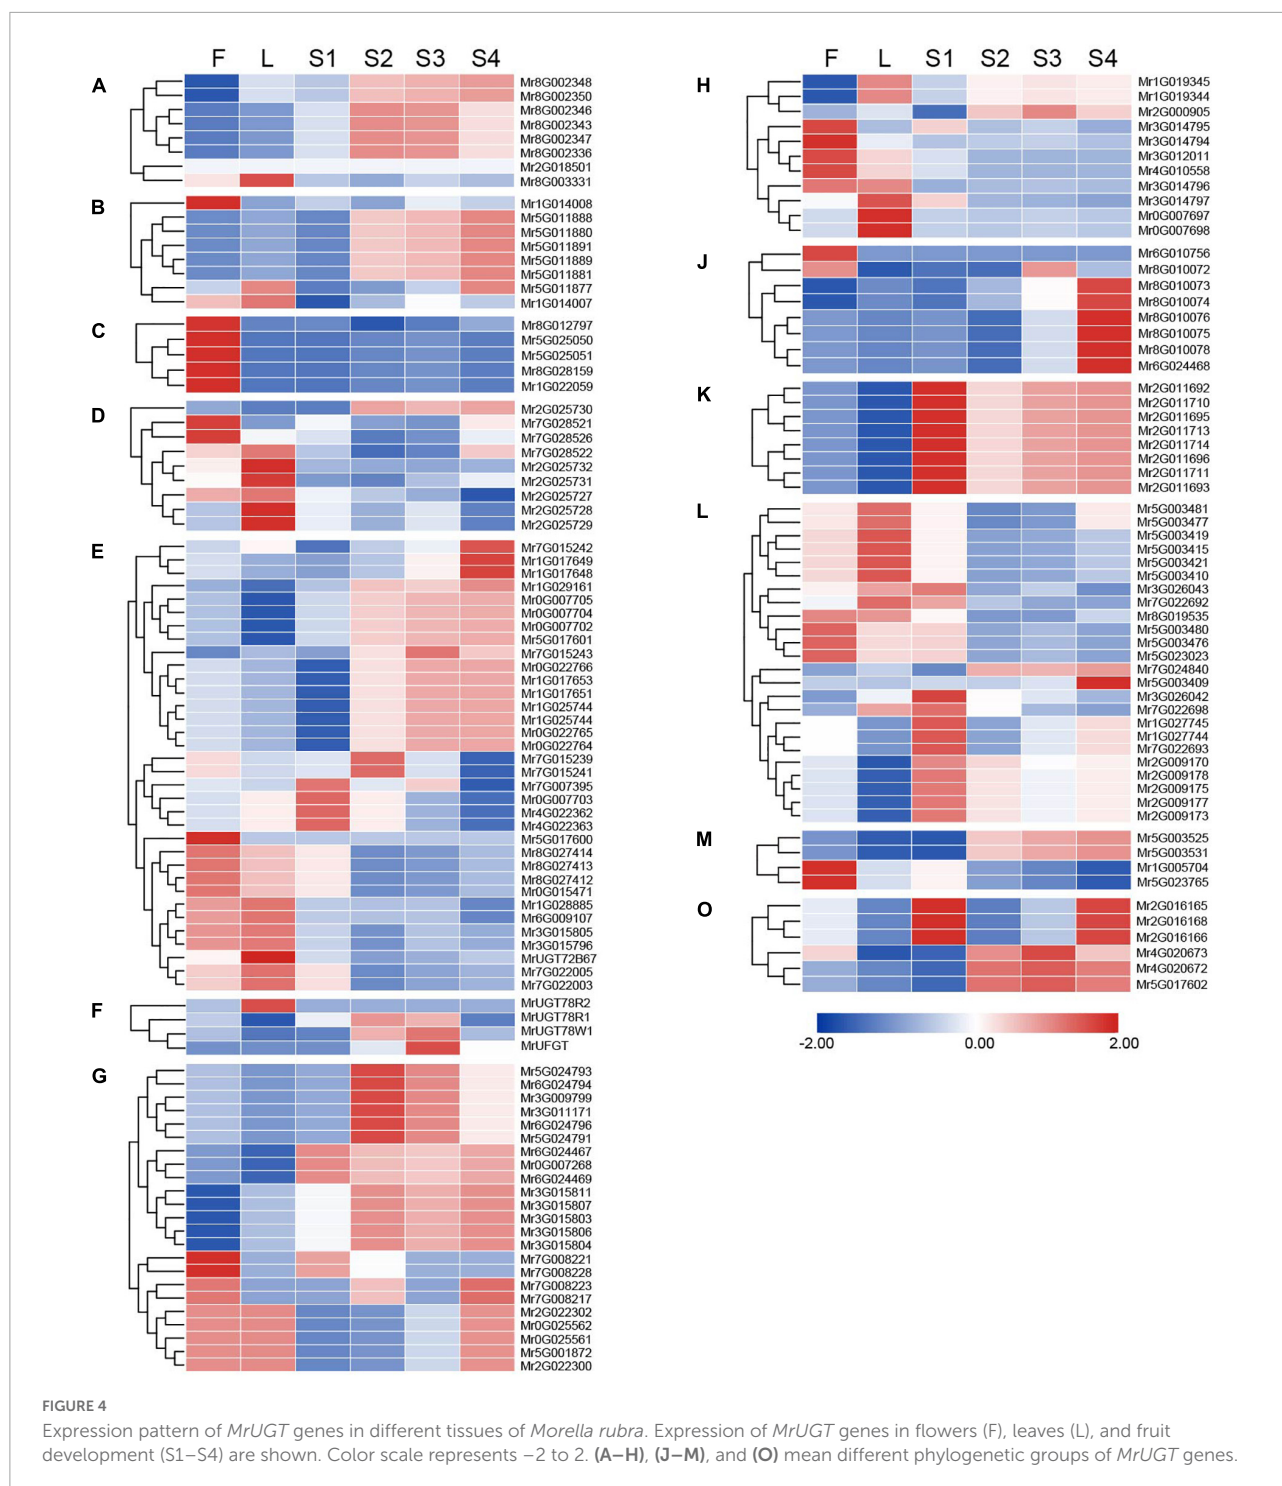 F L S1 S2 S3 S4
A
Mr8G002348
Mr8G002350
Mr8G002346
Mr8G002343
Mr8G002347
Mr8G002336
Mr2G018501
Mr8G003331
B
Mr1G014008
Mr5G011888
Mr5G011880
Mr5G011891
Mr5G011889
Mr5G011881
Mr5G011877
Mr1G014007
C
Mr8G012797
Mr5G025050
Mr5G025051
Mr8G028159
Mr1G022059
D
Mr2G025730
Mr7G028521
Mr7G028526
Mr7G028522
Mr2G025732
Mr2G025731
Mr2G025727
Mr2G025728
Mr2G025729
E
Mr7G015242
Mr1G017649
Mr1G017648
Mr1G029161
Mr0G007705
Mr0G007704
Mr0G007702
Mr5G017601
Mr7G015243
Mr0G022766
Mr1G017653
Mr1G017651
Mr1G025744
Mr1G025744
Mr0G022765
Mr0G022764
Mr7G015239
Mr7G015241
Mr7G007395
Mr0G007703
Mr4G022362
Mr4G022363
Mr5G017600
Mr8G027414
Mr8G027413
Mr8G027412
Mr0G015471
Mr1G028885
Mr6G009107
Mr3G015805
Mr3G015796
MrUGT72B67
Mr7G022005
Mr7G022003
F
MrUGT78R2
MrUGT78R1
MrUGT78W1
MrUFGT
G
Mr5G024793
Mr6G024794
Mr3G009799
Mr3G011171
Mr6G024796
Mr5G024791
Mr6G024467
Mr0G007268
Mr6G024469
Mr3G015811
Mr3G015807
Mr3G015803
Mr3G015806
Mr3G015804
Mr7G008221
Mr7G008228
Mr7G008223
Mr7G008217
Mr2G022302
Mr0G025562
Mr0G025561
Mr5G001872
Mr2G022300
F L S1 S2 S3 S4
H
Mr1G019345
Mr1G019344
Mr2G000905
Mr3G014795
Mr3G014794
Mr3G012011
Mr4G010558
Mr3G014796
Mr3G014797
Mr0G007697
Mr0G007698
J
Mr6G010756
Mr8G010072
Mr8G010073
Mr8G010074
Mr8G010076
Mr8G010075
Mr8G010078
Mr6G024468
K
Mr2G011692
Mr2G011710
Mr2G011695
Mr2G011713
Mr2G011714
Mr2G011696
Mr2G011711
Mr2G011693
L
Mr5G003481
Mr5G003477
Mr5G003419
Mr5G003415
Mr5G003421
Mr5G003410
Mr3G026043
Mr7G022692
Mr8G019535
Mr5G003480
Mr5G003476
Mr5G023023
Mr7G024840
Mr5G003409
Mr3G026042
Mr7G022698
Mr1G027745
Mr1G027744
Mr7G022693
Mr2G009170
Mr2G009178
Mr2G009175
Mr2G009177
Mr2G009173
M
Mr5G003525
Mr5G003531
Mr1G005704
Mr5G023765
O
Mr2G016165
Mr2G016168
Mr2G016166
Mr4G020673
Mr4G020672
Mr5G017602
-2.00 0.00 2.00
FIGURE 4
Expression pattern of MrUGT genes in different tissues of Morella rubra. Expression of MrUGT genes in flowers (F), leaves (L), and fruit
development (S1–S4) are shown. Color scale represents −2 to 2. (A–H), (J–M), and (O) mean different phylogenetic groups of MrUGT genes.